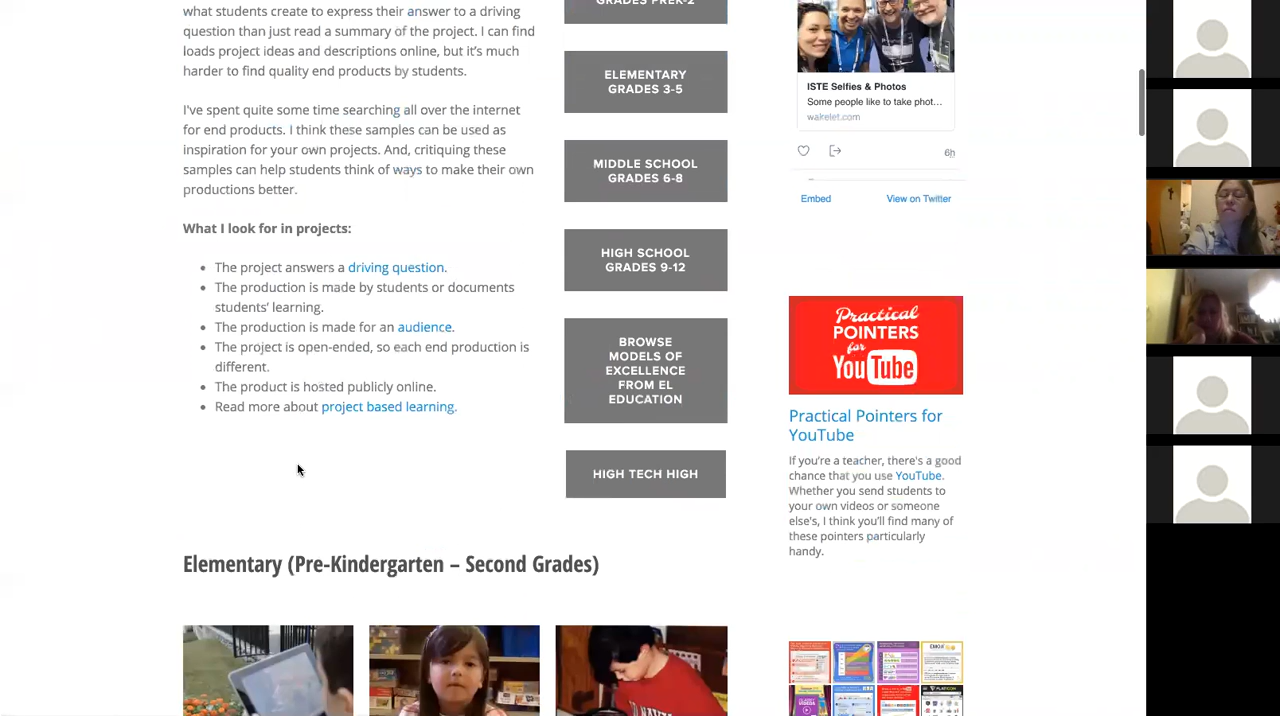 what students create to express their answer to a driving
question than just read a summary of the project. I can find
loads project ideas and descriptions online, but it's much
harder to find quality end products by students.
I've spent quite some time searching all over the internet
for end products. I think these samples can be used as
inspiration for your own projects. And, critiquing these
samples can help students think of ways to make their own
productions better.
What I look for in projects:
• The project answers a driving question.
• The production is made by students or documents
students' learning.
• The production is made for an audience.
• The project is open-ended, so each end production is
different.
• The product is hosted publicly online.
• Read more about project based learning.
GRADES PREK-2
ELEMENTARY
GRADES 3-5
MIDDLE SCHOOL
GRADES 6-8
HIGH SCHOOL
GRADES 9-12
BROWSE
MODELS OF
EXCELLENCE
FROM EL
EDUCATION
HIGH TECH HIGH
ISTE Selfies & Photos
Some people like to take phot...
wakelet.com
6h
Embed
View on Twitter
Practical
POINTERS
for
YouTube
Practical Pointers for
YouTube
If you're a teacher, there's a good
chance that you use YouTube.
Whether you send students to
your own videos or someone
else's, I think you'll find many of
these pointers particularly
handy.
Elementary (Pre-Kindergarten – Second Grades)